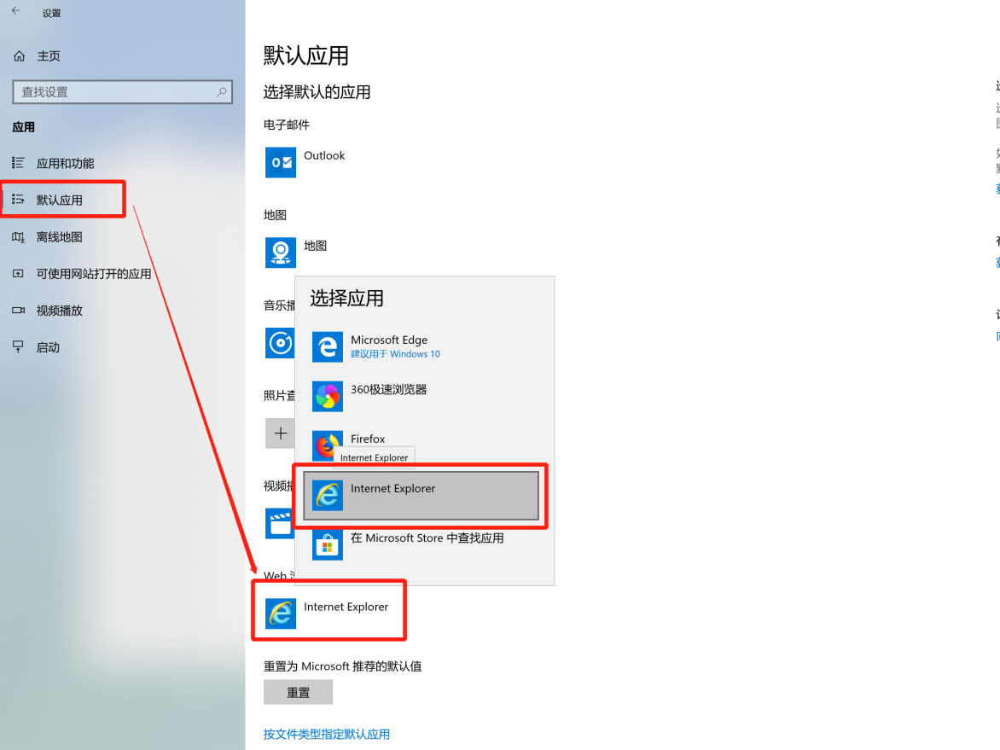 设置
主页
查找设置
应用
应用和功能
默认应用
离线地图
可使用网站打开的应用
视频播放
启动
默认应用
选择默认的应用
电子邮件
Outlook
地图
地图
音乐播
照片查
视频播
Web 浏
Internet Explorer
选择应用
Microsoft Edge
建议用于 Windows 10
360极速浏览器
Firefox
Internet Explorer
Internet Explorer
在 Microsoft Store 中查找应用
重置为 Microsoft 推荐的默认值
重置
按文件类型指定默认应用